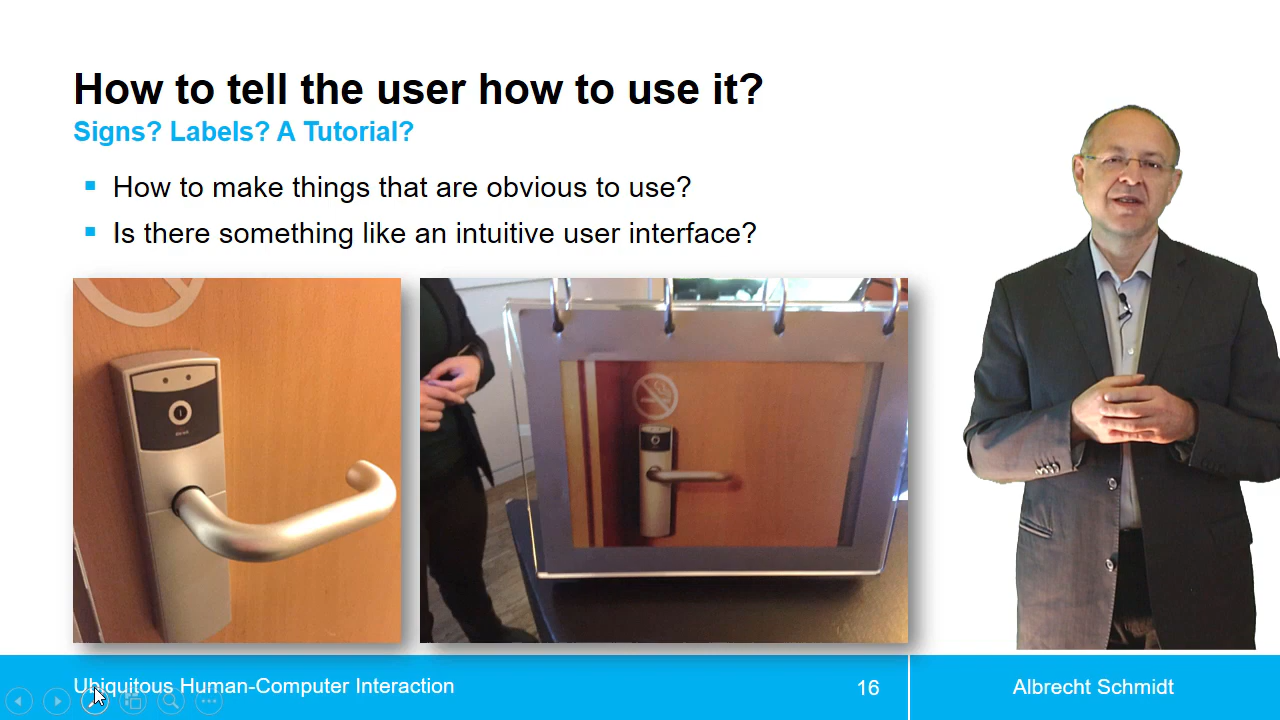 How to tell the user how to use it?
Signs? Labels? A Tutorial?
How to make things that are obvious to use?
Is there something like an intuitive user interface?
Ubiquitous Human-Computer Interaction
16
Albrecht Schmidt